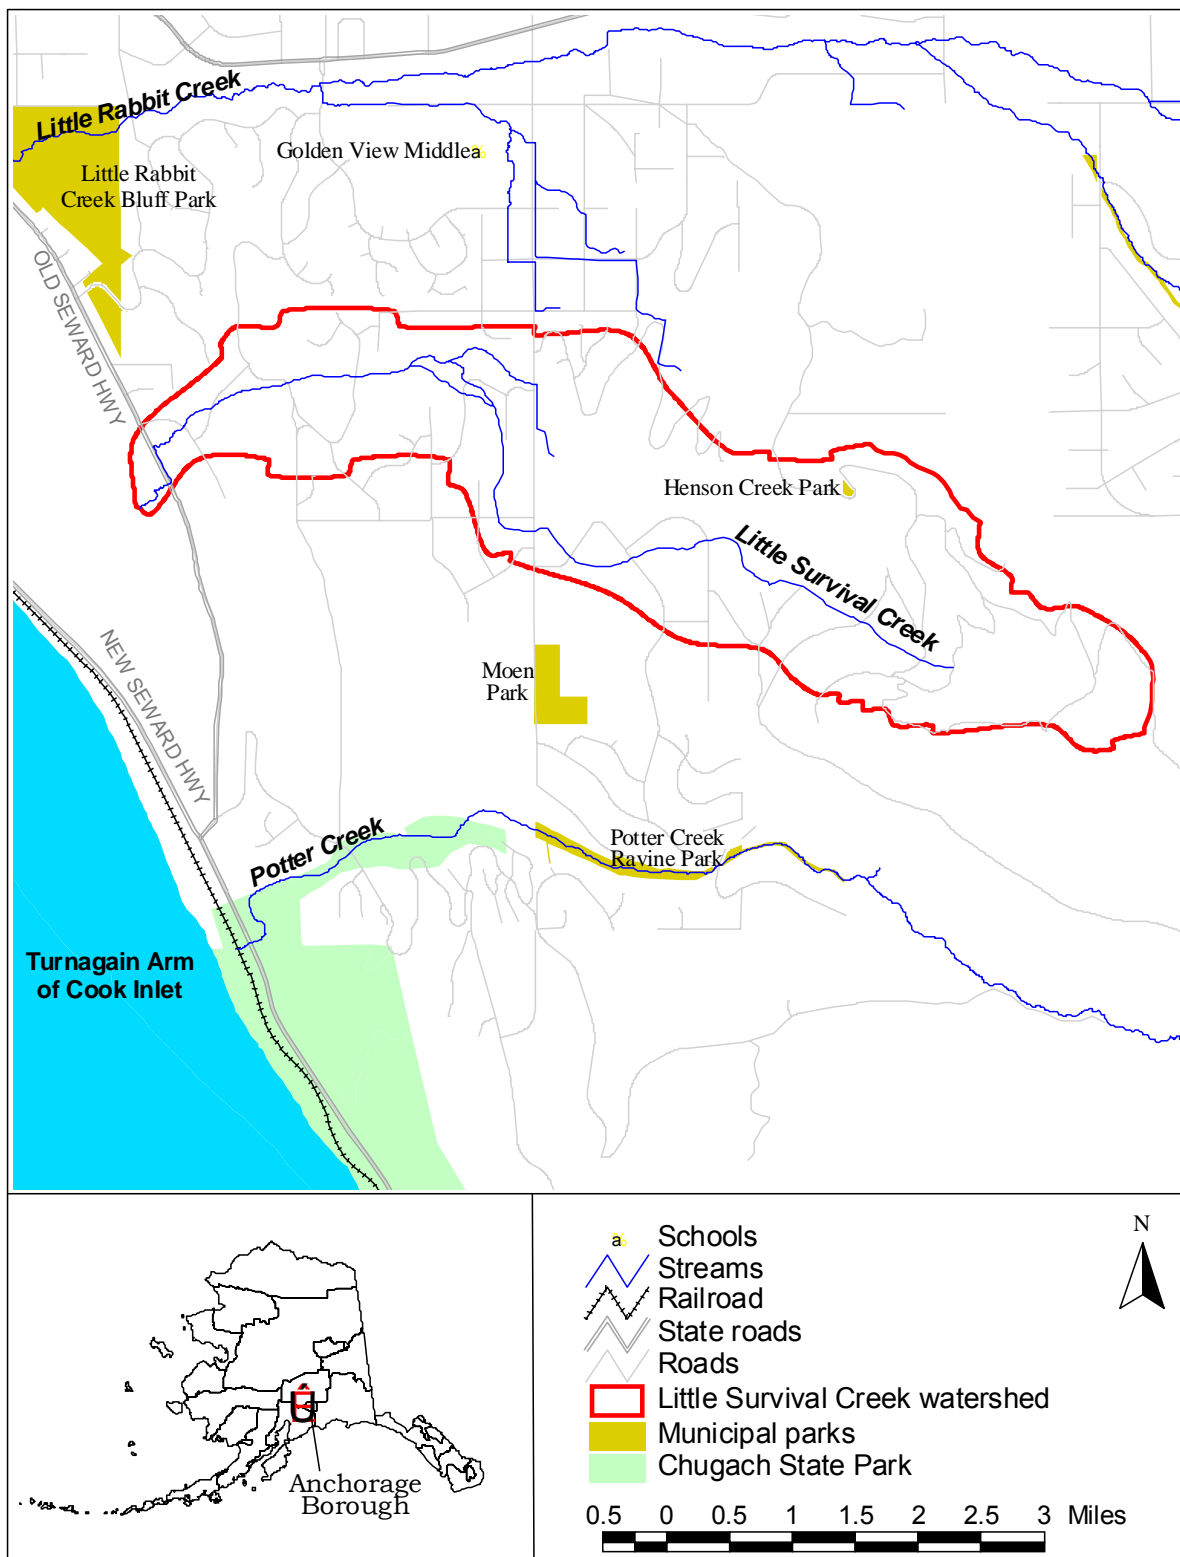 Little Rabbit Creek
Golden View Middle
a
Little Rabbit
Creek Bluff Park
OLD SEWARD HWY
Henson Creek Park
Little Survival Creek
NEW SEWARD HWY
Moen
Park
Potter Creek
Potter Creek
Ravine Park
Turnagain Arm
of Cook Inlet
Anchorage
Borough
N
a
Schools
Streams
Railroad
State roads
Roads
Little Survival Creek watershed
Municipal parks
Chugach State Park
0.5 0 0.5 1 1.5 2 2.5 3 Miles